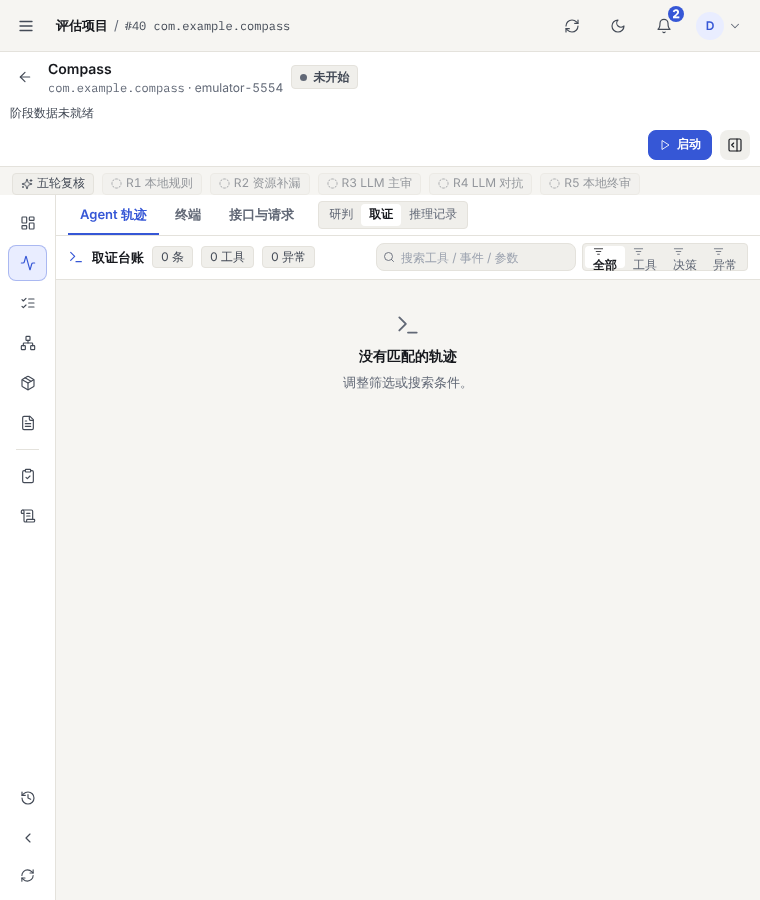 评估项目 / #40 com.example.compass
2
D
Compass
com.example.compass · emulator-5554
未开始
阶段数据未就绪
启动
五轮复核 R1 本地规则 R2 资源补漏 R3 LLM 主审 R4 LLM 对抗 R5 本地终审
Agent 轨迹 终端 接口与请求 研判 取证 推理记录
取证台账 0 条 0 工具 0 异常 搜索工具 / 事件 / 参数 全部 工具 决策 异常
没有匹配的轨迹
调整筛选或搜索条件。